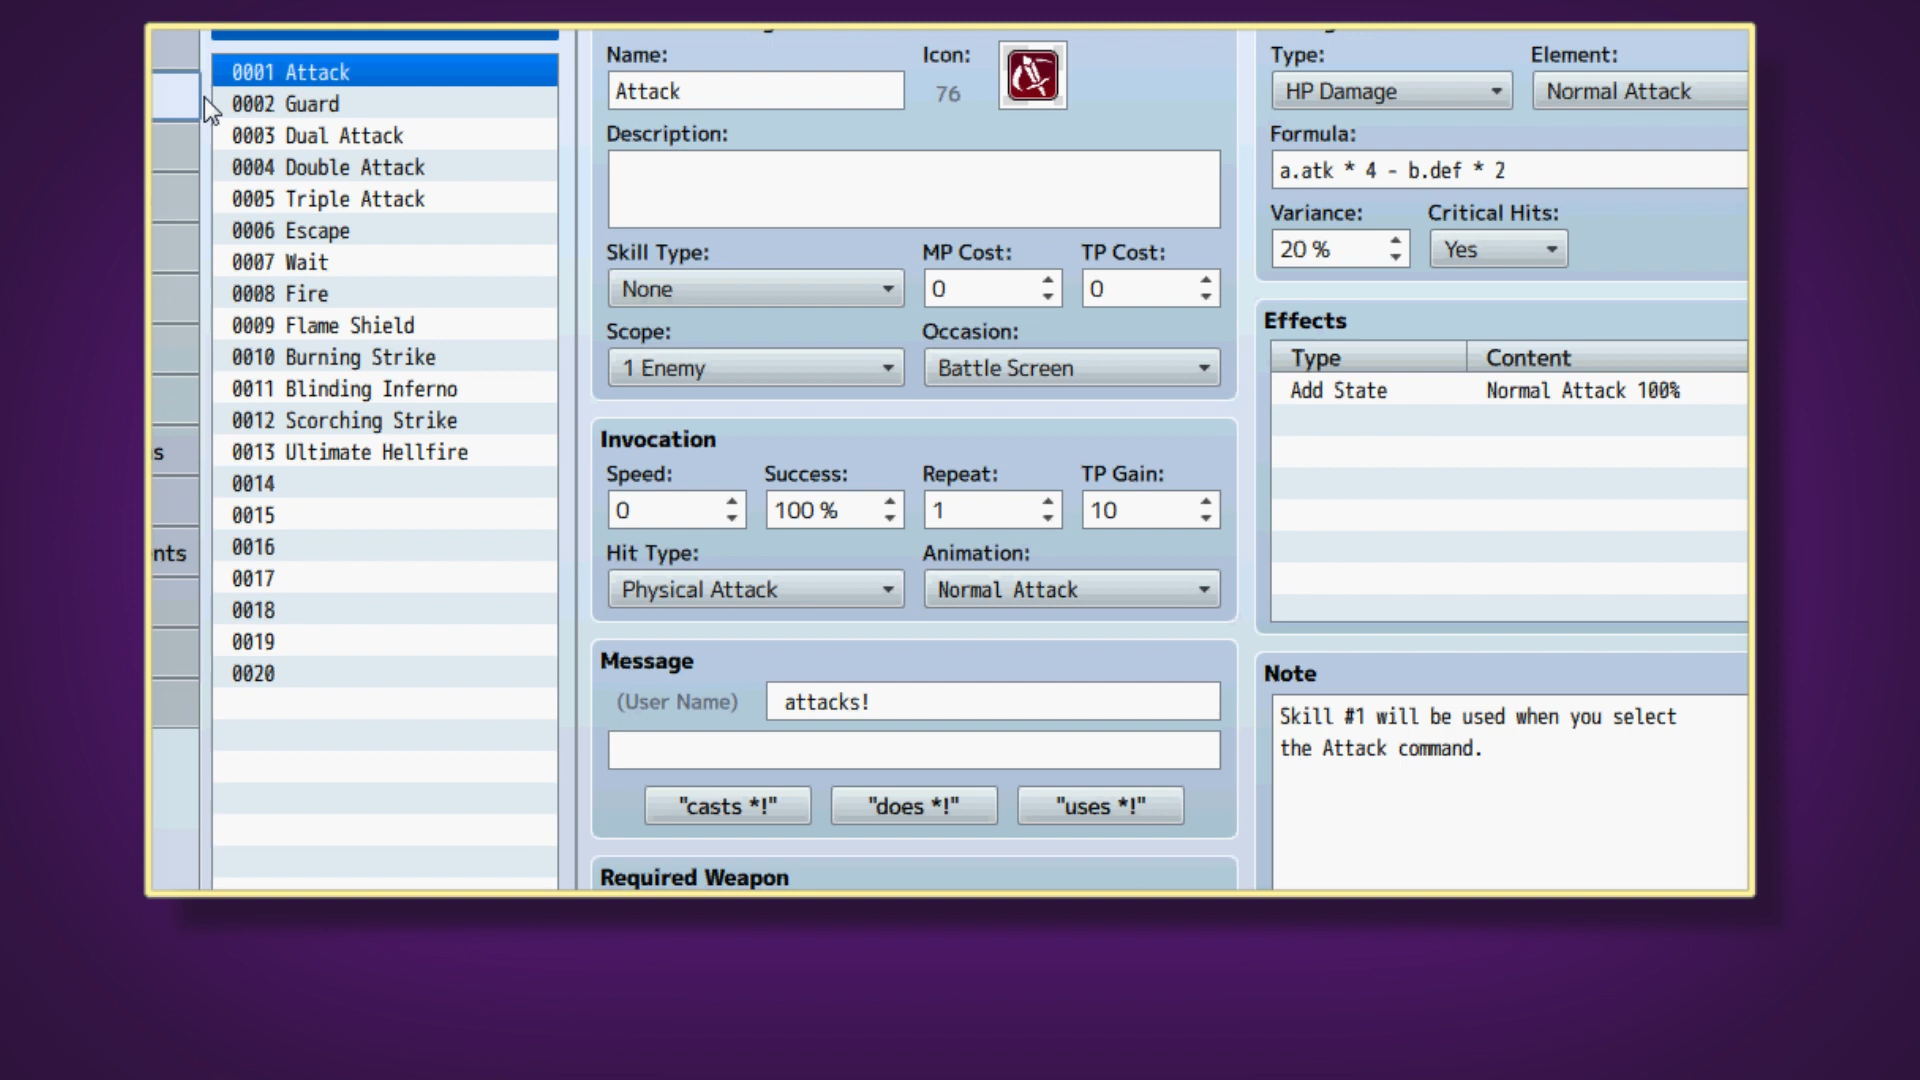 s
nts
0001 Attack
0002 Guard
0003 Dual Attack
0004 Double Attack
0005 Triple Attack
0006 Escape
0007 Wait
0008 Fire
0009 Flame Shield
0010 Burning Strike
0011 Blinding Inferno
0012 Scorching Strike
0013 Ultimate Hellfire
0014
0015
0016
0017
0018
0019
0020
Name: Icon:
Attack 76
Description:
Skill Type: MP Cost: TP Cost:
None 0 0
Scope: Occasion:
1 Enemy Battle Screen
Invocation
Speed: Success: Repeat: TP Gain:
0 100 % 1 10
Hit Type: Animation:
Physical Attack Normal Attack
Message
(User Name) attacks!
"casts *!" "does *!" "uses *!"
Required Weapon
Type: Element:
HP Damage Normal Attack
Formula:
a.atk * 4 - b.def * 2
Variance: Critical Hits:
20 % Yes
Effects
Type Content
Add State Normal Attack 100%
Note
Skill #1 will be used when you select
the Attack command.